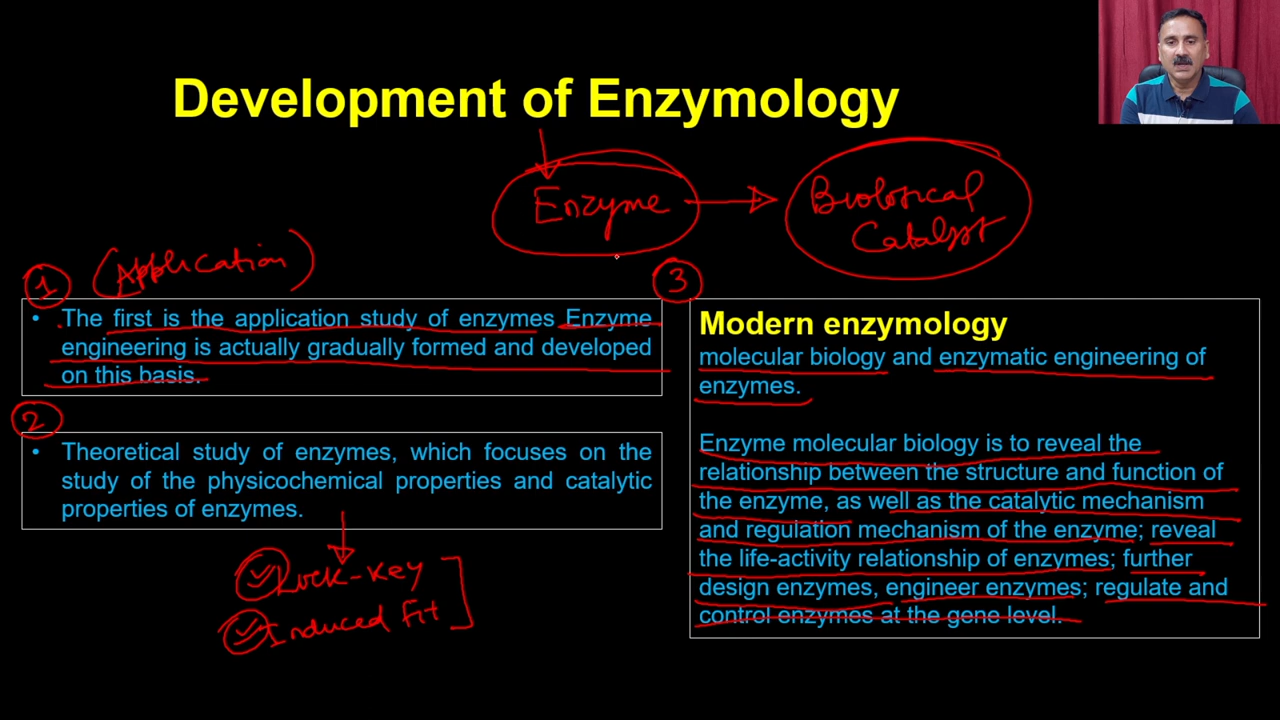 Development of Enzymology
Enzyme
Biological
Catalyst
1
(Application)
• The first is the application study of enzymes Enzyme
engineering is actually gradually formed and developed
on this basis.
2
• Theoretical study of enzymes, which focuses on the
study of the physicochemical properties and catalytic
properties of enzymes.
Lock-key
Induced fit
3
Modern enzymology
molecular biology and enzymatic engineering of
enzymes.
Enzyme molecular biology is to reveal the
relationship between the structure and function of
the enzyme, as well as the catalytic mechanism
and regulation mechanism of the enzyme; reveal
the life-activity relationship of enzymes; further
design enzymes, engineer enzymes; regulate and
control enzymes at the gene level.